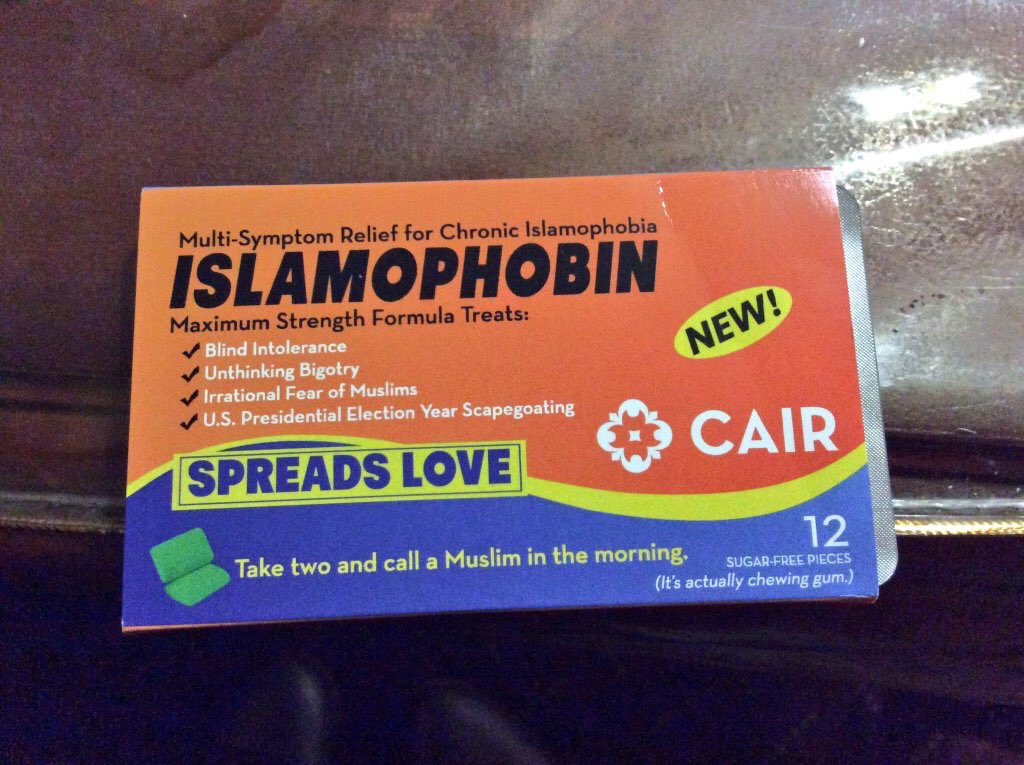 Multi-Symptom Relief for Chronic Islamophobia
ISLAMOPHOBIN
Maximum Strength Formula Treats:
Blind Intolerance
Unthinking Bigotry
Irrational Fear of Muslims
U.S. Presidential Election Year Scapegoating
NEW!
CAIR
SPREADS LOVE
Take two and call a Muslim in the morning.
12
SUGAR-FREE PIECES
(It's actually chewing gum.)